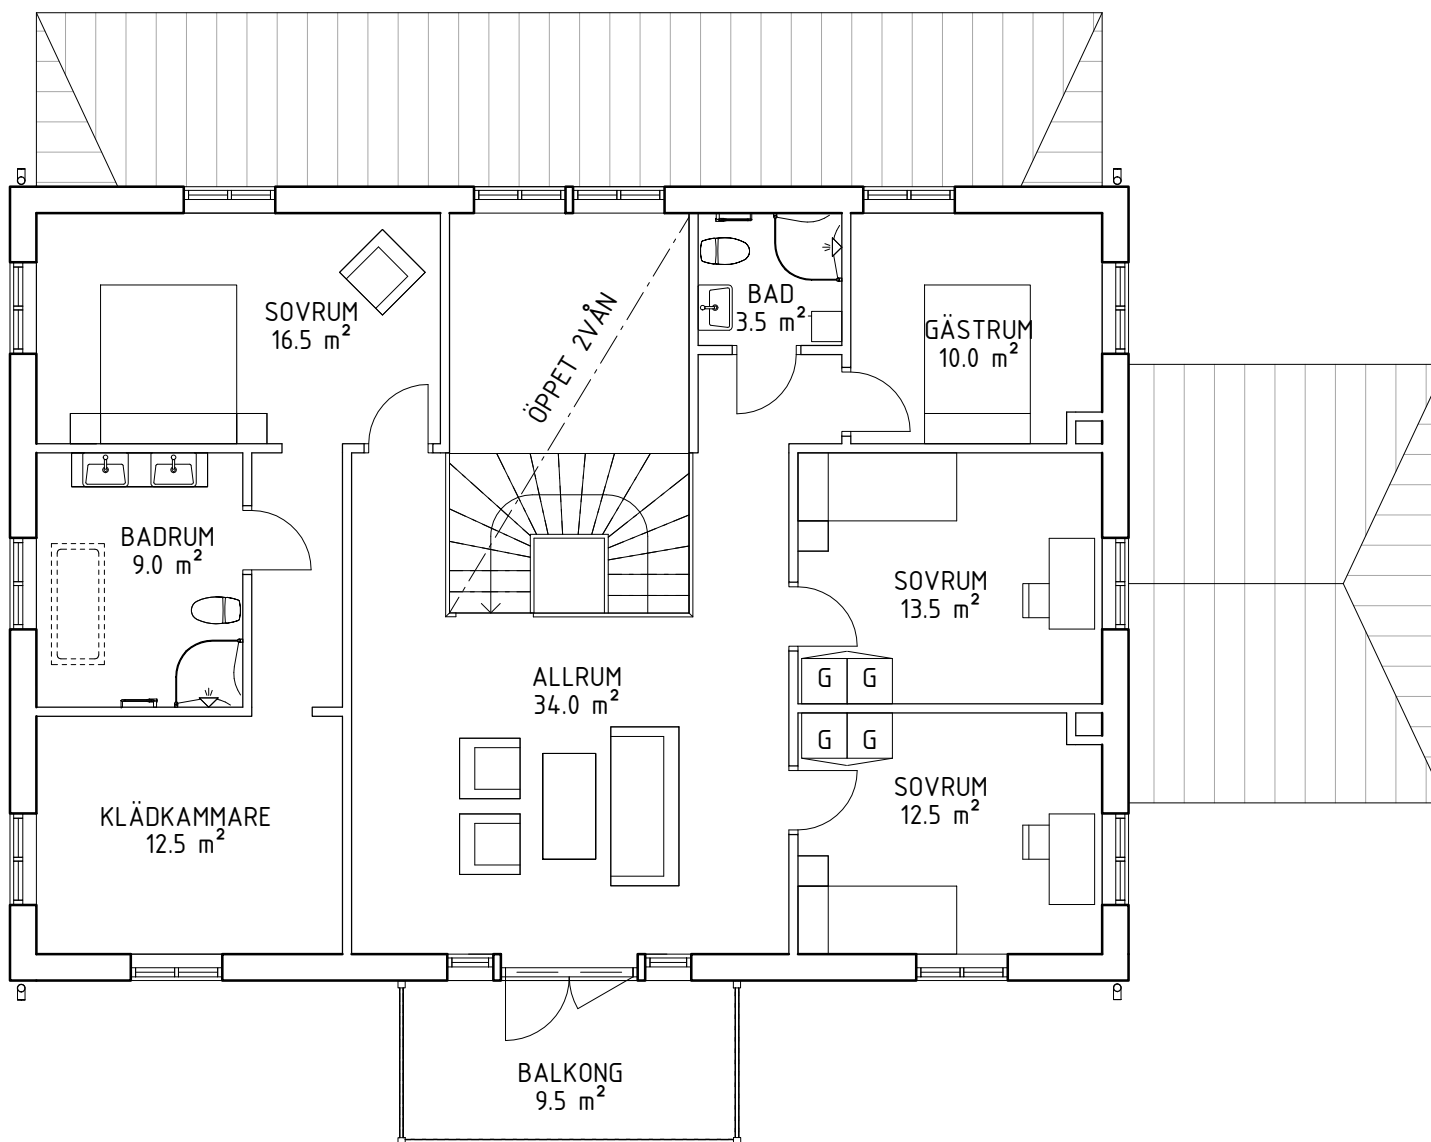 SOVRUM
16.5 m²
ÖPPET 2VÅN
BAD
3.5 m²
GÄSTRUM
10.0 m²
BADRUM
9.0 m²
SOVRUM
13.5 m²
G G
ALLRUM
34.0 m²
G G
SOVRUM
12.5 m²
KLÄDKAMMARE
12.5 m²
BALKONG
9.5 m²